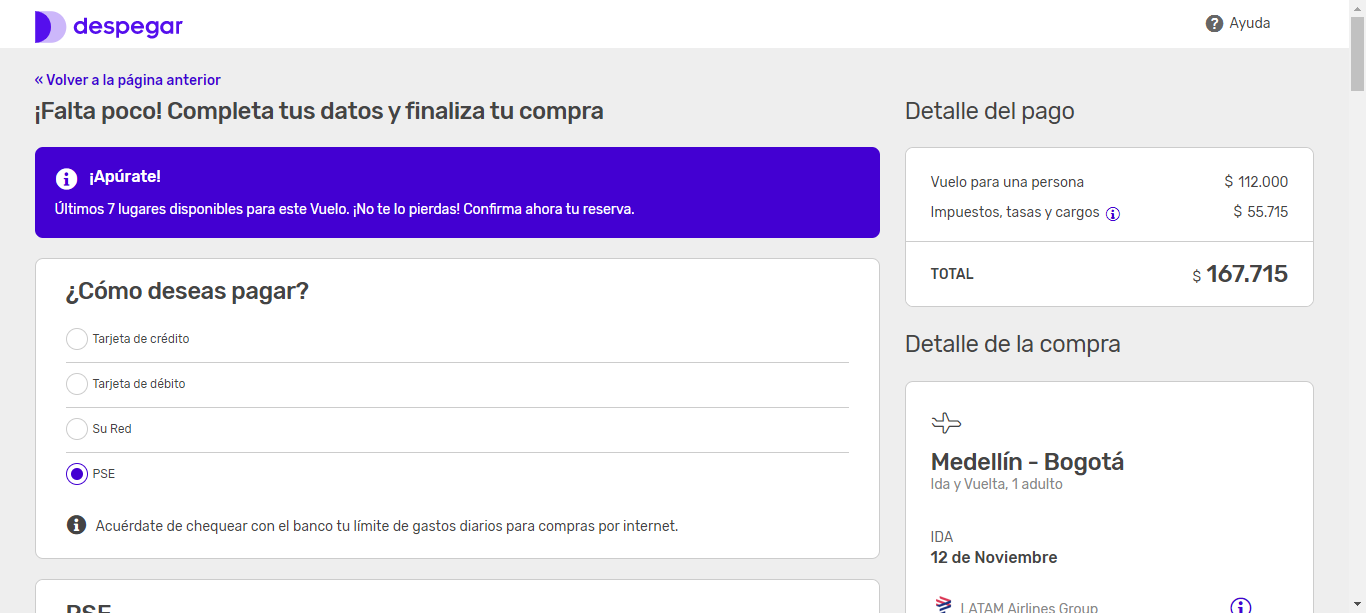 despegar
Ayuda
« Volver a la página anterior
¡Falta poco! Completa tus datos y finaliza tu compra
¡Apúrate!
Últimos 7 lugares disponibles para este Vuelo. ¡No te lo pierdas! Confirma ahora tu reserva.
¿Cómo deseas pagar?
Tarjeta de crédito
Tarjeta de débito
Su Red
PSE
Acuérdate de chequear con el banco tu límite de gastos diarios para compras por internet.
PSE
Detalle del pago
Vuelo para una persona $ 112.000
Impuestos, tasas y cargos $ 55.715
TOTAL $ 167.715
Detalle de la compra
Medellín - Bogotá
Ida y Vuelta, 1 adulto
IDA
12 de Noviembre
LATAM Airlines Group